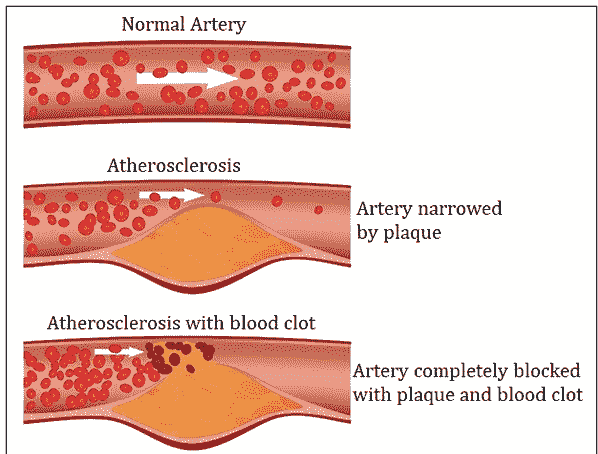 Normal Artery
Atherosclerosis
Artery narrowed
by plaque
Atherosclerosis with blood clot
Artery completely blocked
with plaque and blood clot